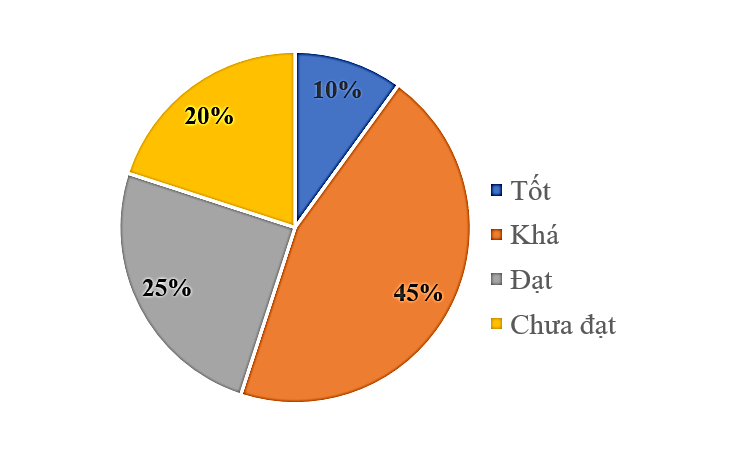 10%
20%
25%
45%
Tốt
Khá
Đạt
Chưa đạt